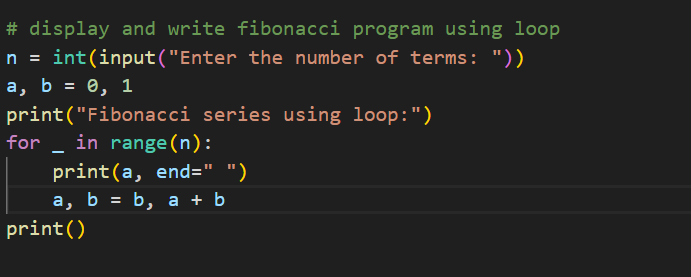 # display and write fibonacci program using loop
n = int(input("Enter the number of terms: "))
a, b = 0, 1
print("Fibonacci series using loop:")
for _ in range(n):
    print(a, end=" ")
    a, b = b, a + b
print()